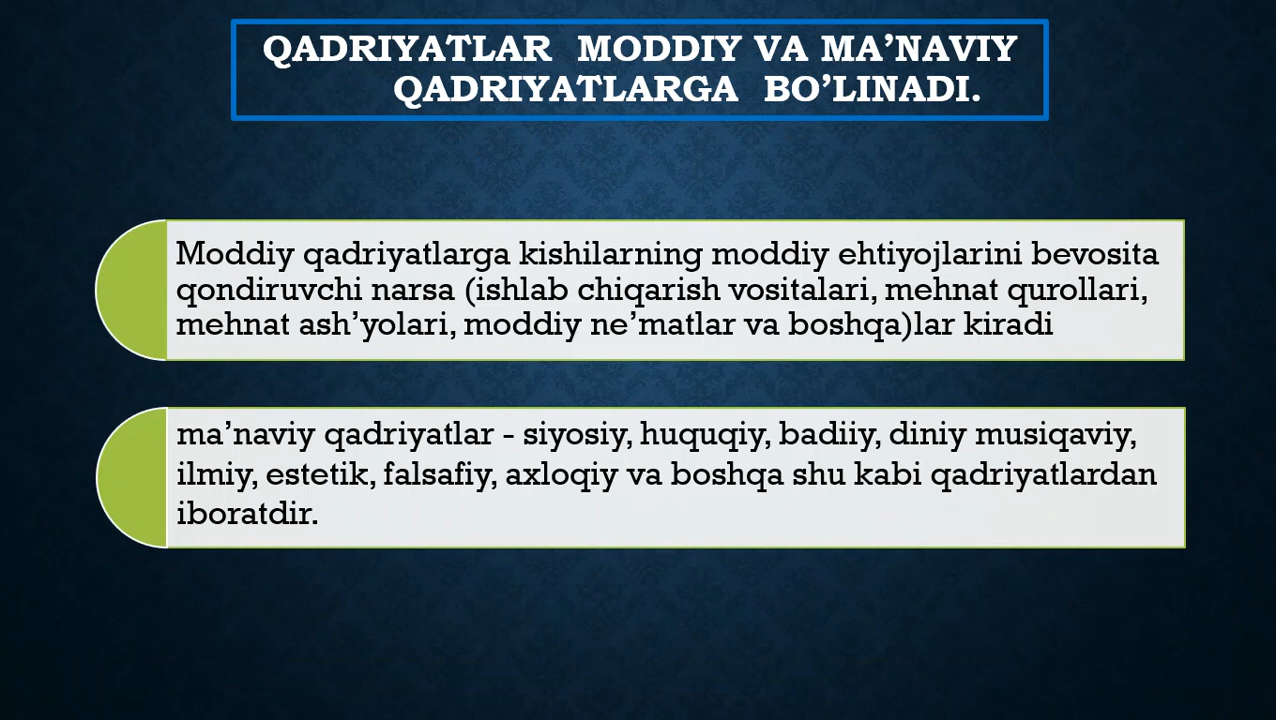 QADRIYATLAR MODDIY VA MA’NAVIY
QADRIYATLARGA BO’LINADI.
Moddiy qadriyatlarga kishilarning moddiy ehtiyojlarini bevosita
qondiruvchi narsa (ishlab chiqarish vositalari, mehnat qurollari,
mehnat ash’yolari, moddiy ne’matlar va boshqa)lar kiradi
ma’naviy qadriyatlar - siyosiy, huquqiy, badiiy, diniy musiqaviy,
ilmiy, estetik, falsafiy, axloqiy va boshqa shu kabi qadriyatlardan
iboratdir.